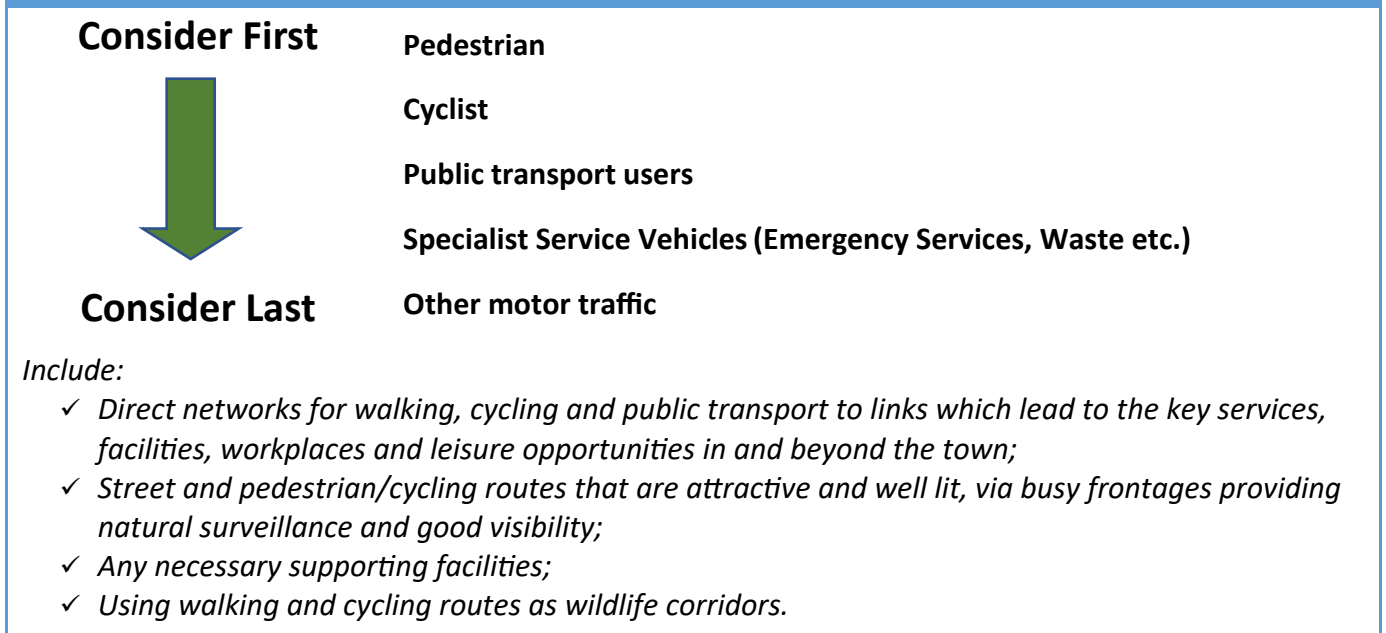 Consider First
Pedestrian
Cyclist
Public transport users
Specialist Service Vehicles (Emergency Services, Waste etc.)
Consider Last
Other motor traffic
Include:
✓ Direct networks for walking, cycling and public transport to links which lead to the key services,
facilities, workplaces and leisure opportunities in and beyond the town;
✓ Street and pedestrian/cycling routes that are attractive and well lit, via busy frontages providing
natural surveillance and good visibility;
✓ Any necessary supporting facilities;
✓ Using walking and cycling routes as wildlife corridors.